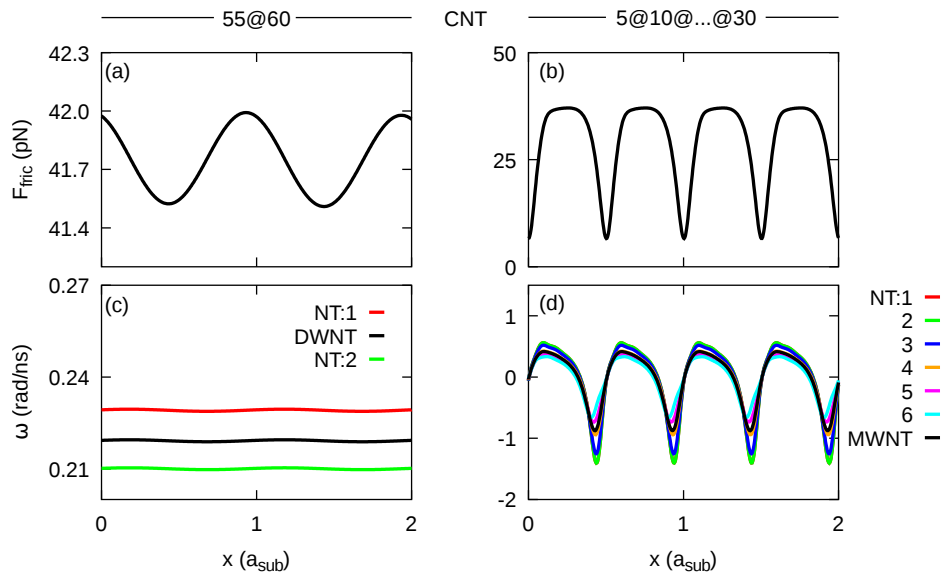 55@60 CNT 5@10@...@30
(a)
42.3
42.0
41.7
41.4
F_fric (pN)
(b)
50
25
0
(c)
0.27
0.24
0.21
ω (rad/ns)
NT:1
DWNT
NT:2
0 1 2
x (a_sub)
(d)
1
0
-1
-2
NT:1
2
3
4
5
6
MWNT
0 1 2
x (a_sub)